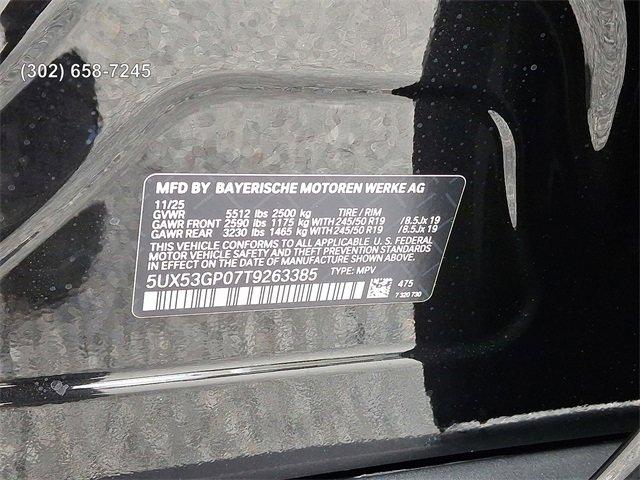 (302) 658-7245
MFD BY BAYERISCHE MOTOREN WERKE AG
11/25
GVWR 5512 lbs 2500 kg TIRE / RIM
GAWR FRONT 2590 lbs 1175 kg WITH 245/50 R19 /8.5Jx 19
GAWR REAR 3230 lbs 1465 kg WITH 245/50 R19 /8.5Jx 19
THIS VEHICLE CONFORMS TO ALL APPLICABLE U.S. FEDERAL
MOTOR VEHICLE SAFETY AND THEFT PREVENTION STANDARDS
IN EFFECT ON THE DATE OF MANUFACTURE SHOWN ABOVE.
5UX53GP07T9263385 TYPE: MPV
475
7 320 730